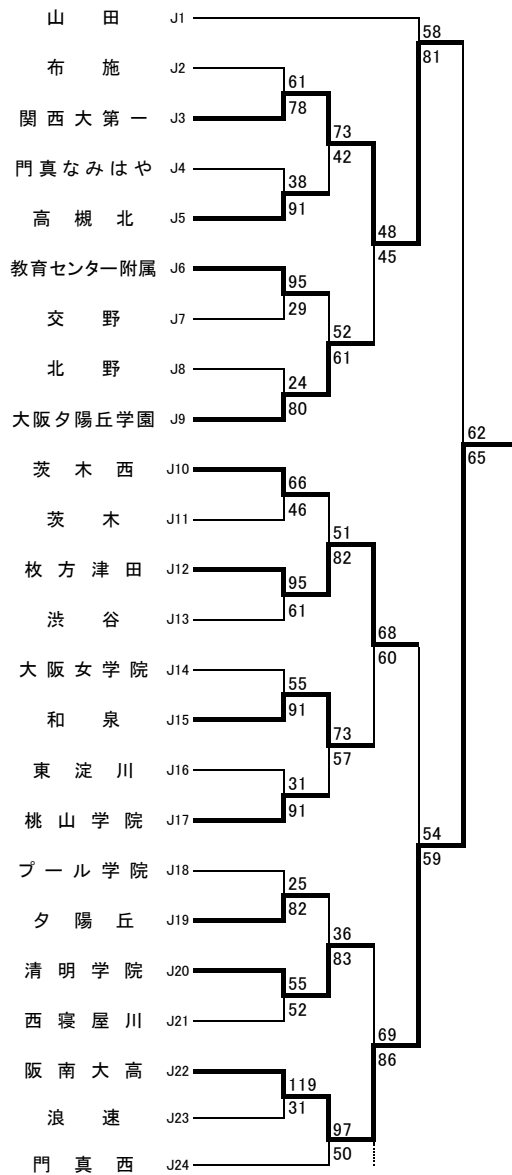 山田 J1
58
81
布施 J2
61
78
関西大第一 J3
73
42
門真なみはや J4
38
91
高槻北 J5
48
45
教育センター附属 J6
95
29
交野 J7
52
61
北野 J8
24
80
大阪夕陽丘学園 J9
62
65
茨木西 J10
66
46
茨木 J11
51
82
枚方津田 J12
95
61
渋谷 J13
68
60
大阪女学院 J14
55
91
和泉 J15
73
57
東淀川 J16
31
91
桃山学院 J17
54
59
プール学院 J18
25
82
夕陽丘 J19
36
83
清明学院 J20
55
52
西寝屋川 J21
69
86
阪南大高 J22
119
31
浪速 J23
97
50
門真西 J24